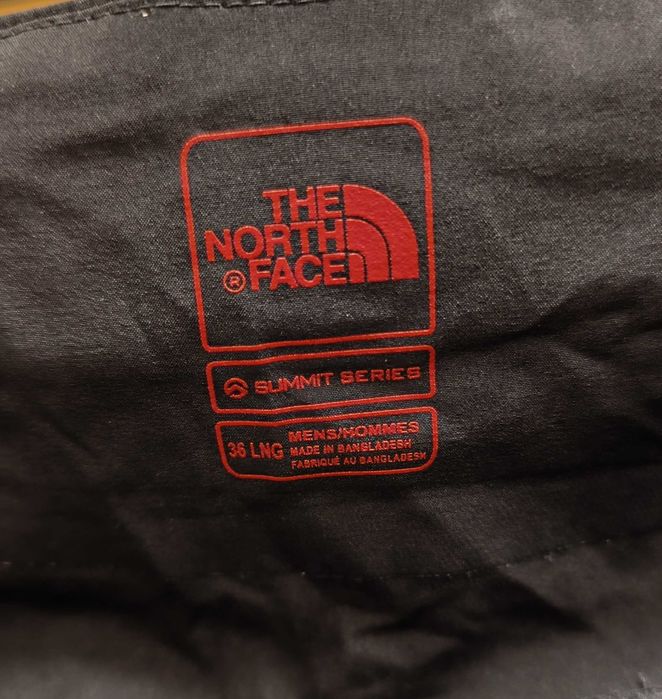 THE
NORTH
® FACE
SUMMIT SERIES
36 LNG
MENS/HOMMES
MADE IN BANGLADESH
FABRIQUÉ AU BANGLADESH